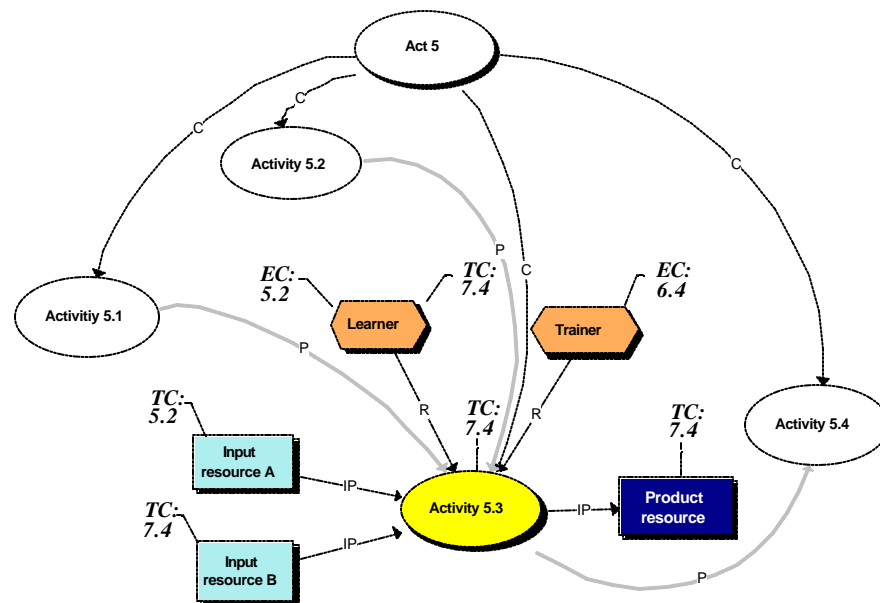 Act 5
C
C
Activity 5.2
C
P
C
EC:
5.2
TC:
7.4
EC:
6.4
Activitiy 5.1
Learner
Trainer
P
TC:
5.2
R
TC:
7.4
R
TC:
7.4
Activity 5.4
Input
resource A
IP
Activity 5.3
IP
Product
resource
TC:
7.4
Input
resource B
IP
P